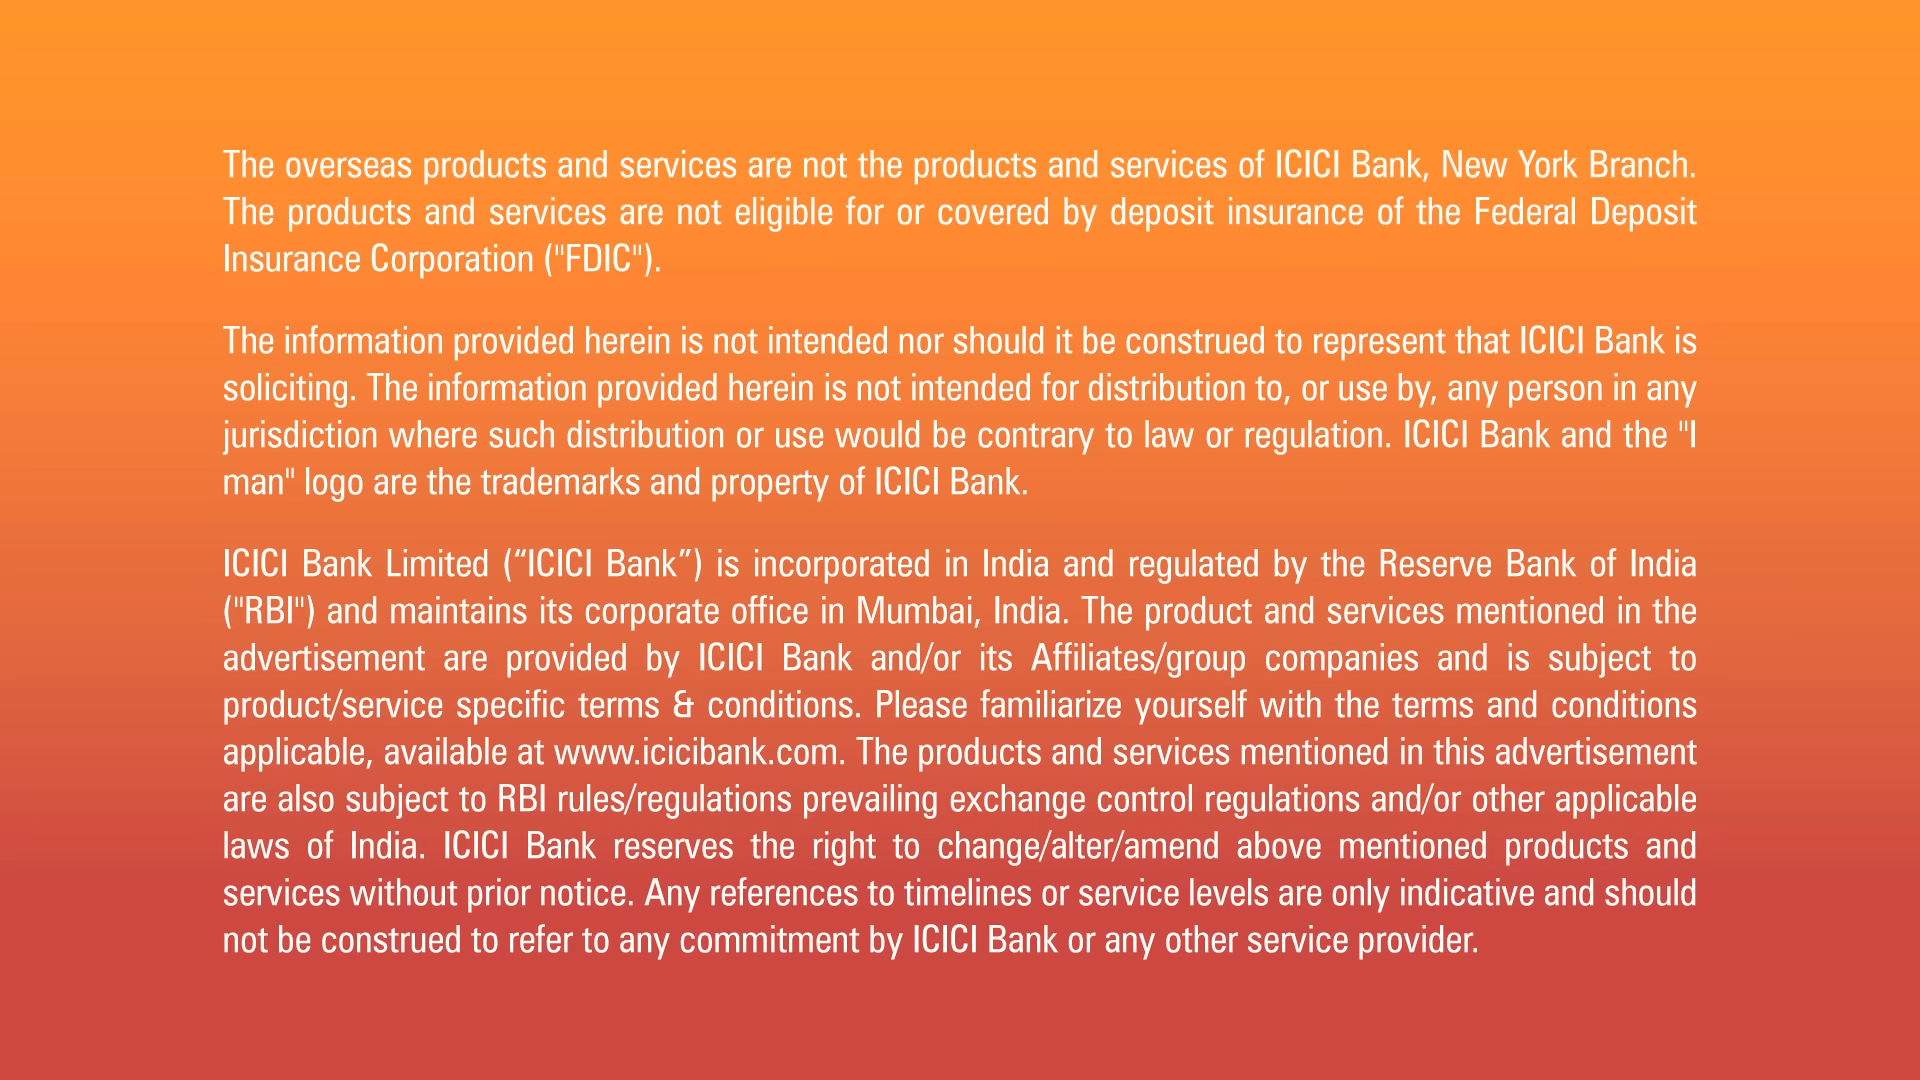 The overseas products and services are not the products and services of ICICI Bank, New York Branch.
The products and services are not eligible for or covered by deposit insurance of the Federal Deposit
Insurance Corporation ("FDIC").
The information provided herein is not intended nor should it be construed to represent that ICICI Bank is
soliciting. The information provided herein is not intended for distribution to, or use by, any person in any
jurisdiction where such distribution or use would be contrary to law or regulation. ICICI Bank and the "I
man" logo are the trademarks and property of ICICI Bank.
ICICI Bank Limited (“ICICI Bank”) is incorporated in India and regulated by the Reserve Bank of India
("RBI") and maintains its corporate office in Mumbai, India. The product and services mentioned in the
advertisement are provided by ICICI Bank and/or its Affiliates/group companies and is subject to
product/service specific terms & conditions. Please familiarize yourself with the terms and conditions
applicable, available at www.icicibank.com. The products and services mentioned in this advertisement
are also subject to RBI rules/regulations prevailing exchange control regulations and/or other applicable
laws of India. ICICI Bank reserves the right to change/alter/amend above mentioned products and
services without prior notice. Any references to timelines or service levels are only indicative and should
not be construed to refer to any commitment by ICICI Bank or any other service provider.